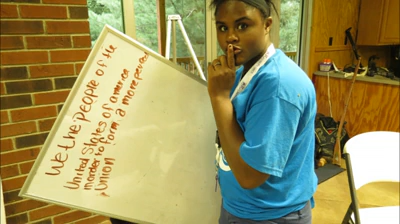 We the people of the
United States of america
in order to form a more perfect
Union